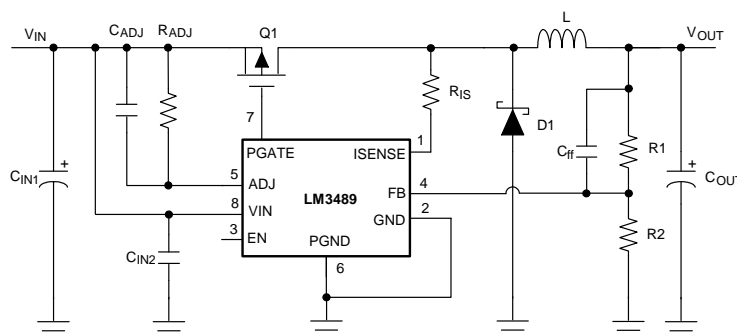 VIN
CADJ
RADJ
Q1
L
VOUT
RIS
7
1
D1
PGATE
ISENSE
Cff
R1
CIN1
+
5
ADJ
LM3489
FB
4
COUT
+
8
VIN
GND
2
3
EN
PGND
R2
CIN2
6